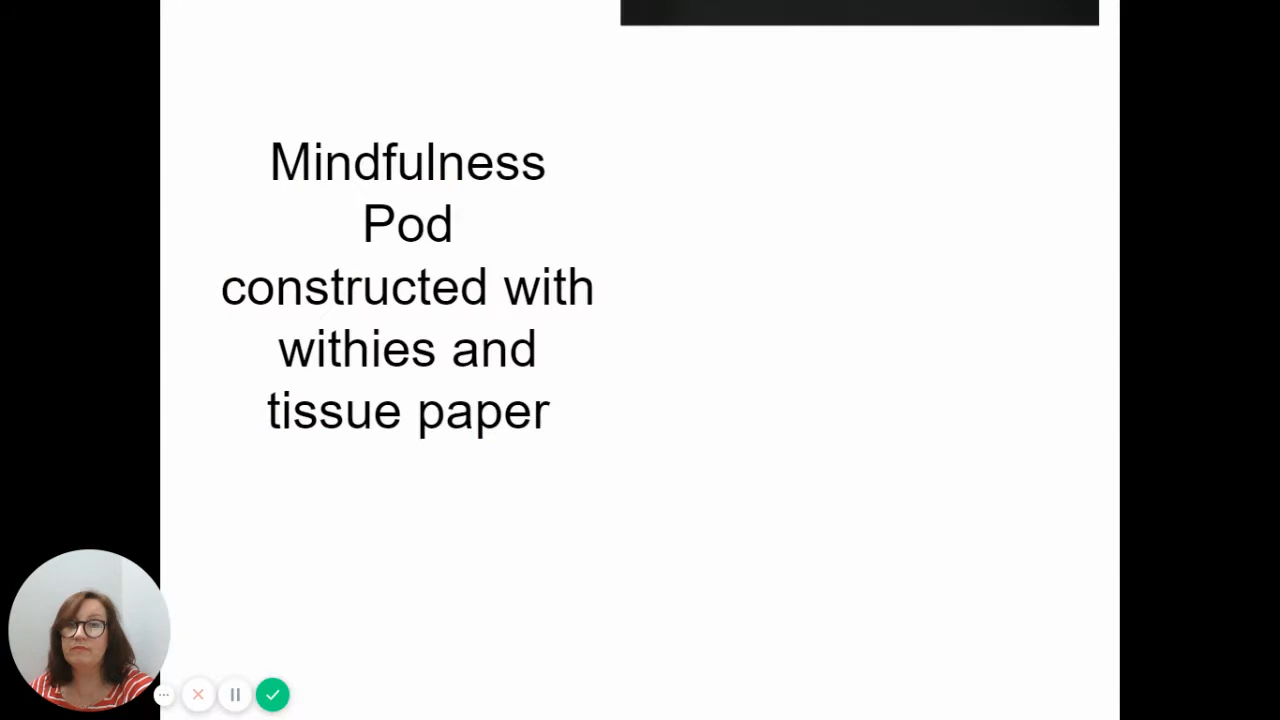 Mindfulness
Pod
constructed with
withies and
tissue paper